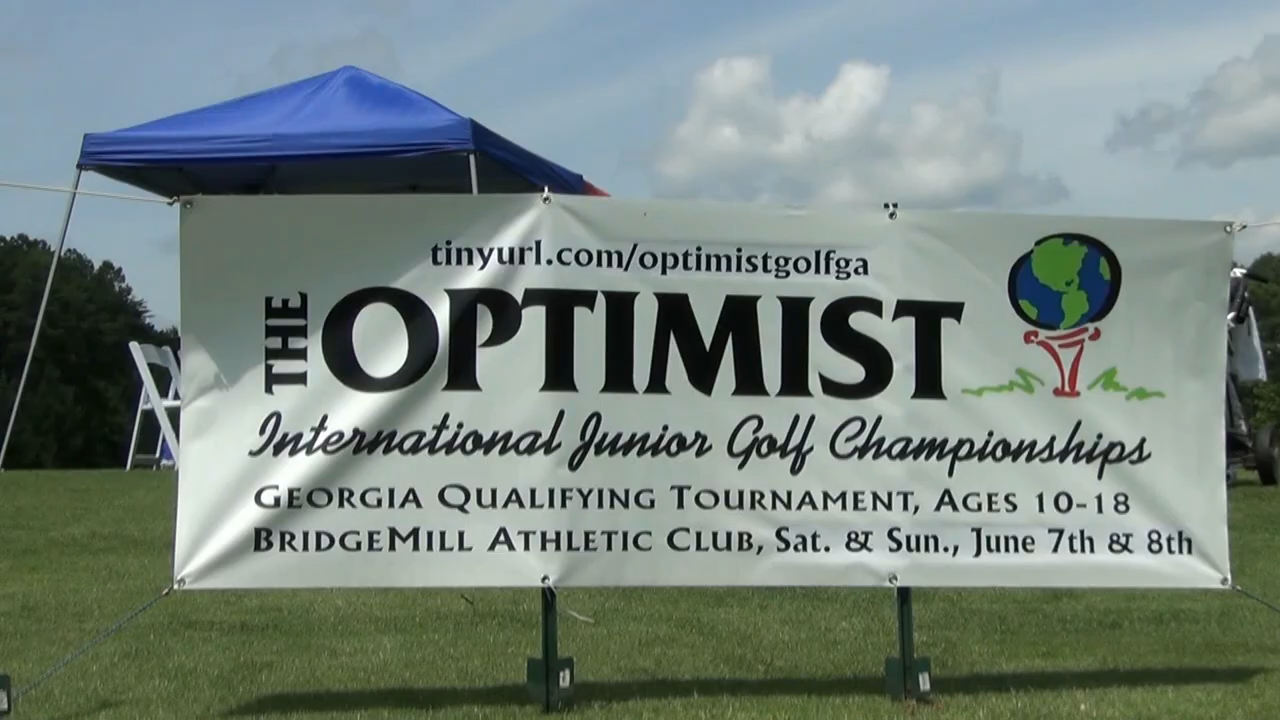 tinyurl.com/optimistgolfga
THE OPTIMIST
International Junior Golf Championships
GEORGIA QUALIFYING TOURNAMENT, AGES 10-18
BRIDGEMILL ATHLETIC CLUB, Sat. & Sun., June 7th & 8th